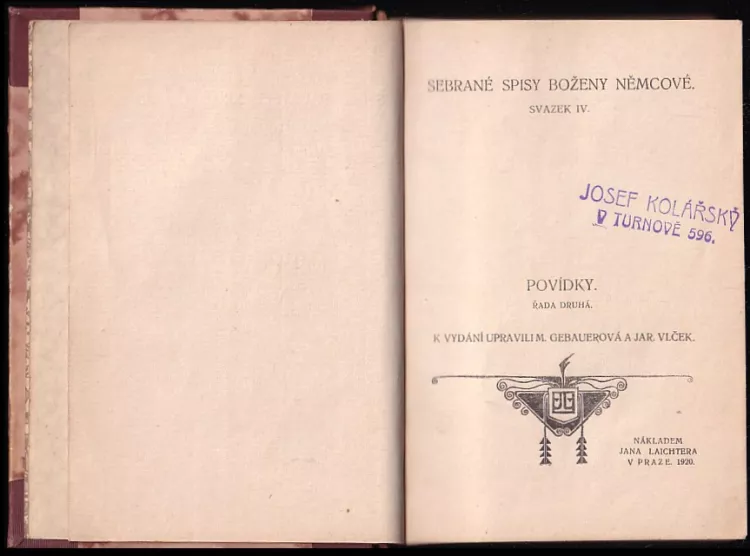 SEBRANÉ SPISY BOŽENY NĚMCOVÉ.
SVAZEK IV.
JOSEF KOLÁŘSKÝ
V TURNOVĚ 596.
POVÍDKY.
ŘADA DRUHÁ.
K VYDÁNÍ UPRAVILI M. GEBAUEROVÁ A JAR. VLČEK.
NÁKLADEM
JANA LAICHTERA
V PRAZE. 1920.